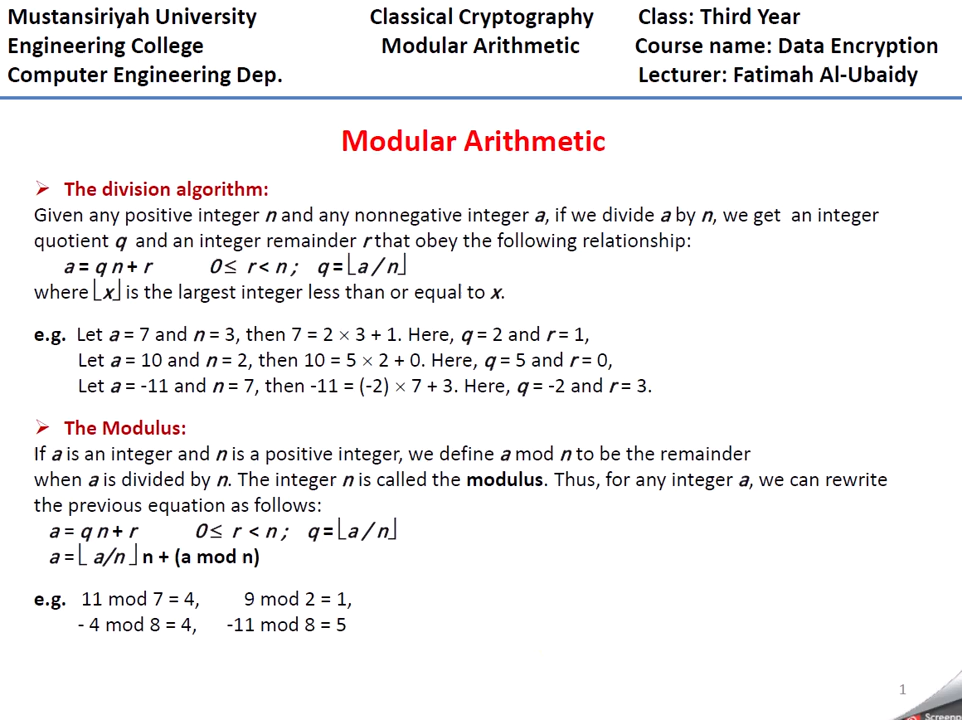 Mustansiriyah University Classical Cryptography Class: Third Year
Engineering College Modular Arithmetic Course name: Data Encryption
Computer Engineering Dep. Lecturer: Fatimah Al-Ubaidy
Modular Arithmetic
➢ The division algorithm:
Given any positive integer n and any nonnegative integer a, if we divide a by n, we get an integer
quotient q and an integer remainder r that obey the following relationship:
a = q n + r 0 ≤ r < n ; q = ⌊a / n⌋
where ⌊x⌋ is the largest integer less than or equal to x.
e.g. Let a = 7 and n = 3, then 7 = 2 × 3 + 1. Here, q = 2 and r = 1,
Let a = 10 and n = 2, then 10 = 5 × 2 + 0. Here, q = 5 and r = 0,
Let a = -11 and n = 7, then -11 = (-2) × 7 + 3. Here, q = -2 and r = 3.
➢ The Modulus:
If a is an integer and n is a positive integer, we define a mod n to be the remainder
when a is divided by n. The integer n is called the modulus. Thus, for any integer a, we can rewrite
the previous equation as follows:
a = q n + r 0 ≤ r < n ; q = ⌊a / n⌋
a = ⌊ a/n ⌋ n + (a mod n)
e.g. 11 mod 7 = 4, 9 mod 2 = 1,
- 4 mod 8 = 4, -11 mod 8 = 5
1